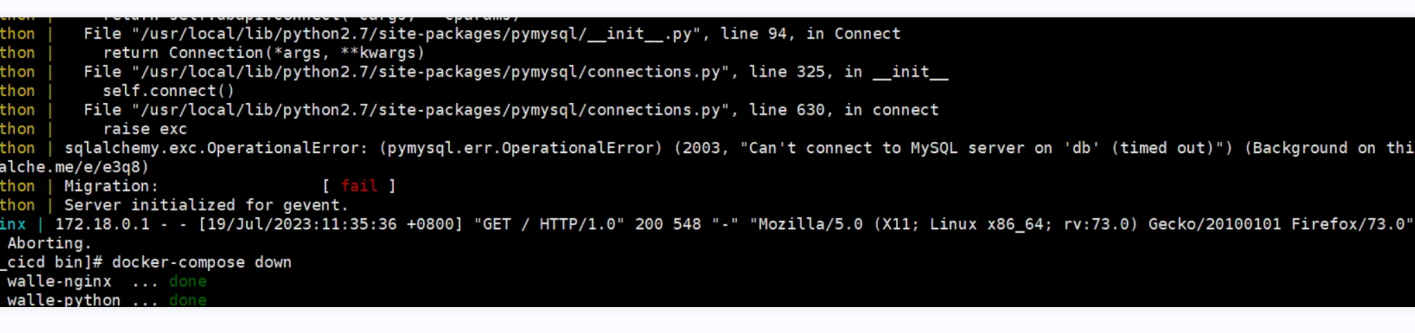 thon |     return self.dbapi.connect(*cargs, **cparams)
thon |   File "/usr/local/lib/python2.7/site-packages/pymysql/__init__.py", line 94, in Connect
thon |     return Connection(*args, **kwargs)
thon |   File "/usr/local/lib/python2.7/site-packages/pymysql/connections.py", line 325, in __init__
thon |     self.connect()
thon |   File "/usr/local/lib/python2.7/site-packages/pymysql/connections.py", line 630, in connect
thon |     raise exc
thon | sqlalchemy.exc.OperationalError: (pymysql.err.OperationalError) (2003, "Can't connect to MySQL server on 'db' (timed out)") (Background on thi
alche.me/e/e3q8)
thon | Migration:                 [ fail ]
thon | Server initialized for gevent.
inx | 172.18.0.1 - - [19/Jul/2023:11:35:36 +0800] "GET / HTTP/1.0" 200 548 "-" "Mozilla/5.0 (X11; Linux x86_64; rv:73.0) Gecko/20100101 Firefox/73.0"
Aborting.
_cicd bin]# docker-compose down
walle-nginx  ... done
walle-python ... done